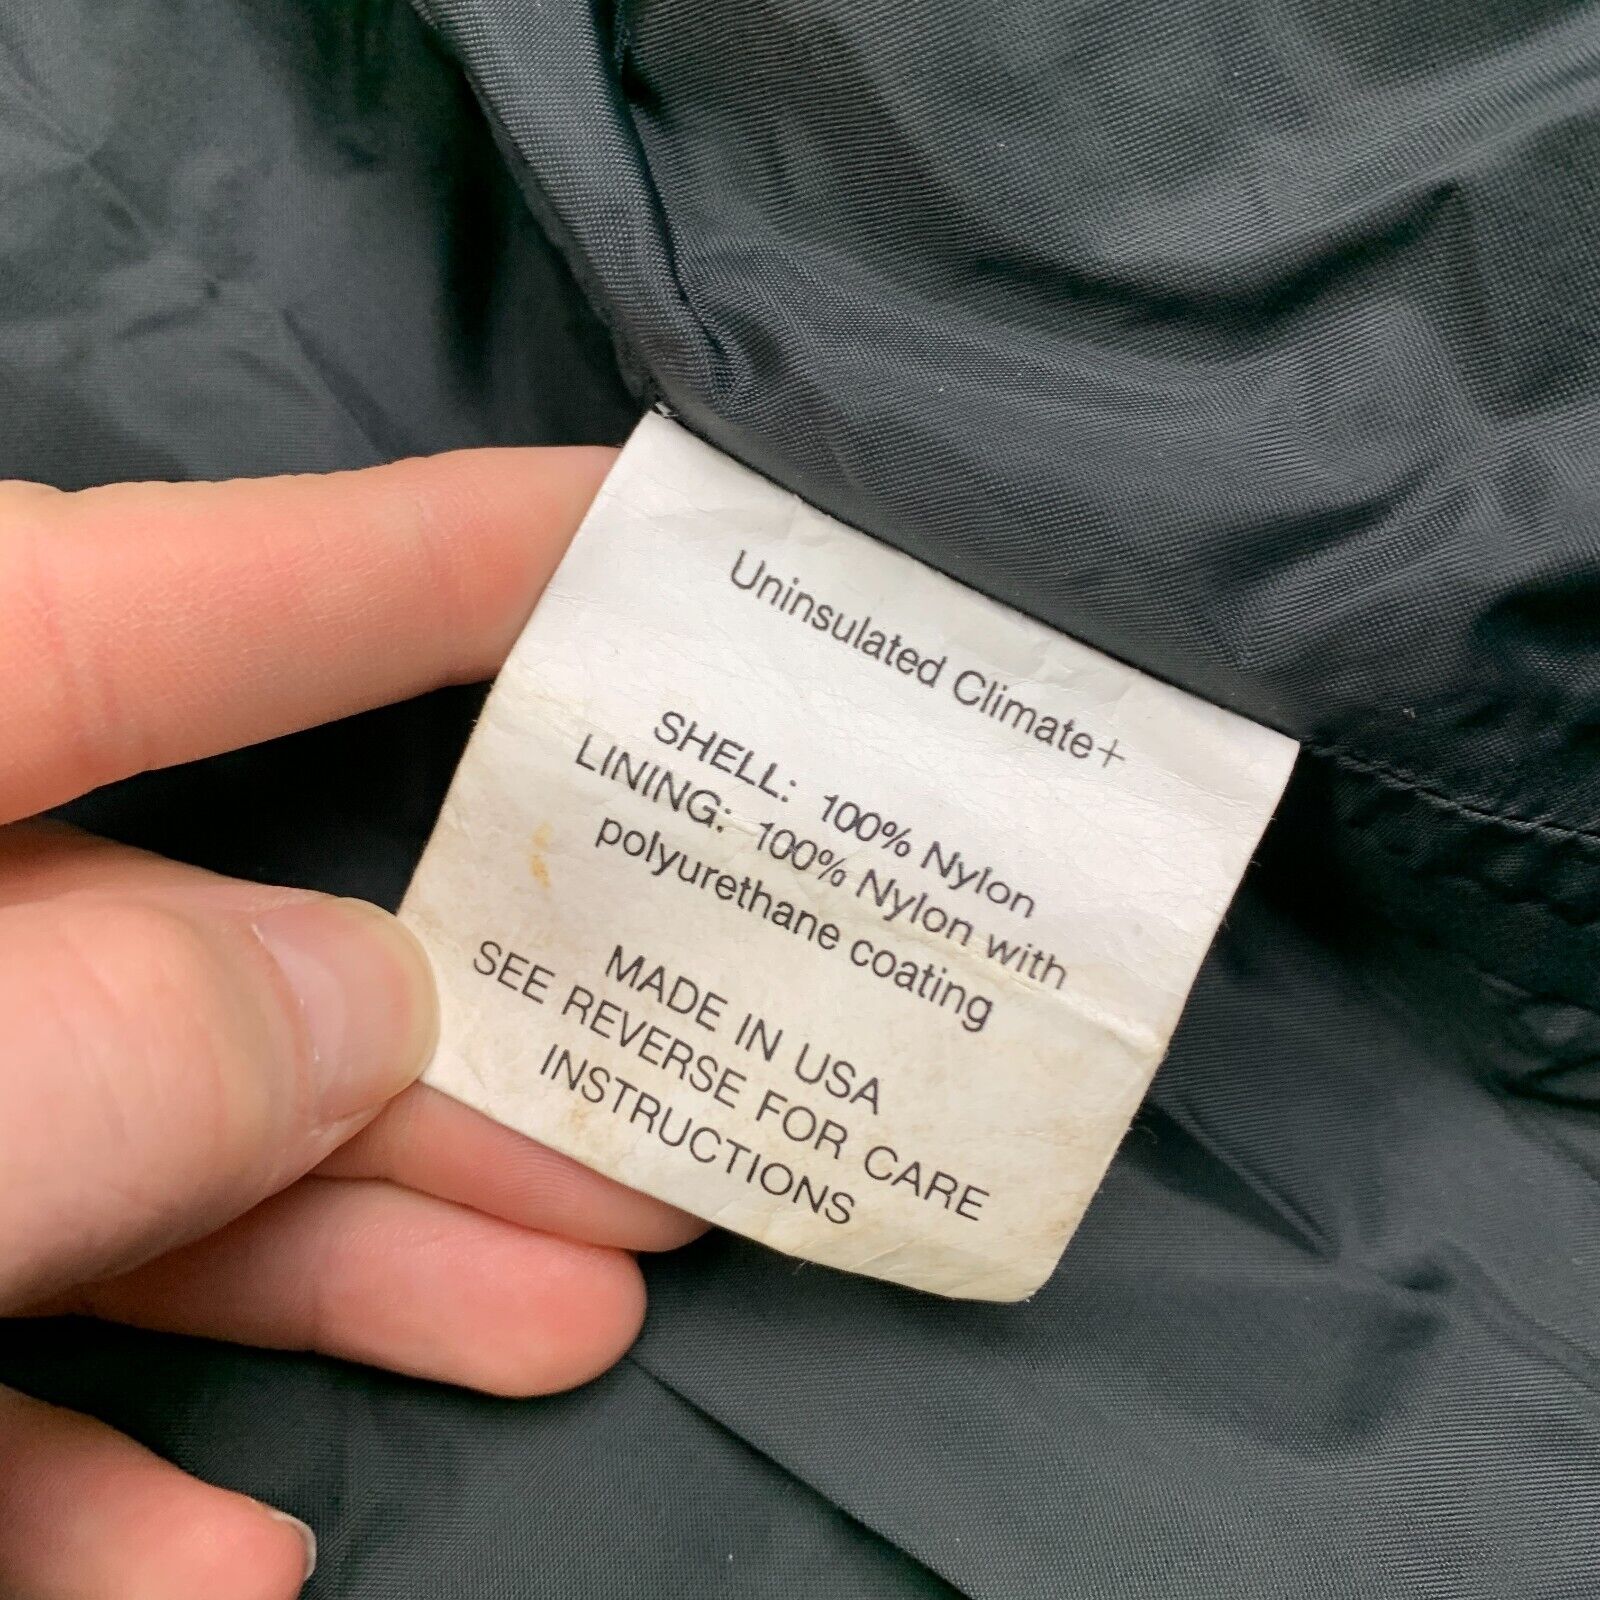 Uninsulated Climate+
SHELL: 100% Nylon
LINING: 100% Nylon with
polyurethane coating
MADE IN USA
SEE REVERSE FOR CARE
INSTRUCTIONS